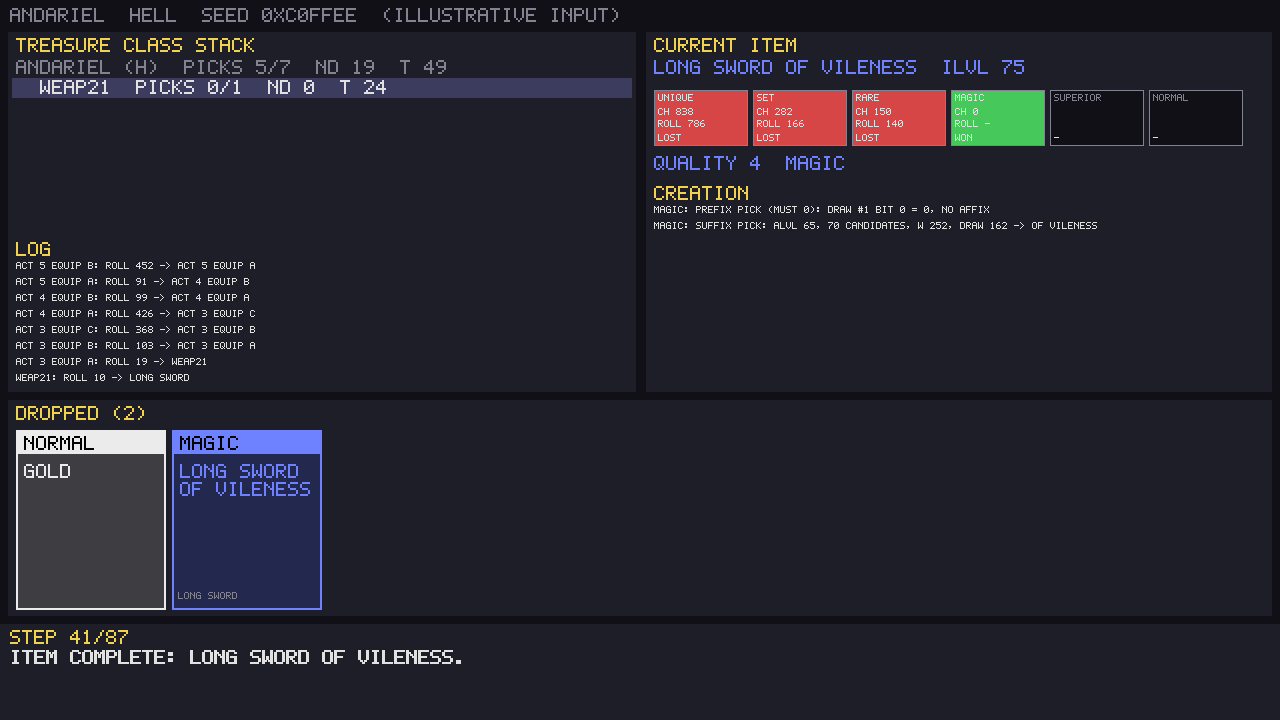 ANDARIEL  HELL  SEED 0XC0FFEE  (ILLUSTRATIVE INPUT)
TREASURE CLASS STACK
ANDARIEL (H)  PICKS 5/7  ND 19  T 49
WEAP21  PICKS 0/1  ND 0  T 24
LOG
ACT 5 EQUIP B: ROLL 452 -> ACT 5 EQUIP A
ACT 5 EQUIP A: ROLL 91 -> ACT 4 EQUIP B
ACT 4 EQUIP B: ROLL 99 -> ACT 4 EQUIP A
ACT 4 EQUIP A: ROLL 426 -> ACT 3 EQUIP C
ACT 3 EQUIP C: ROLL 368 -> ACT 3 EQUIP B
ACT 3 EQUIP B: ROLL 103 -> ACT 3 EQUIP A
ACT 3 EQUIP A: ROLL 19 -> WEAP21
WEAP21: ROLL 10 -> LONG SWORD
CURRENT ITEM
LONG SWORD OF VILENESS  ILVL 75
UNIQUE
CH 838
ROLL 786
LOST
SET
CH 282
ROLL 166
LOST
RARE
CH 150
ROLL 140
LOST
MAGIC
CH 0
ROLL -
WON
SUPERIOR
-
NORMAL
-
QUALITY 4  MAGIC
CREATION
MAGIC: PREFIX PICK (MUST 0): DRAW #1 BIT 0 = 0, NO AFFIX
MAGIC: SUFFIX PICK: ALVL 65, 70 CANDIDATES, W 252, DRAW 162 -> OF VILENESS
DROPPED (2)
NORMAL
GOLD
MAGIC
LONG SWORD
OF VILENESS
LONG SWORD
STEP 41/87
ITEM COMPLETE: LONG SWORD OF VILENESS.